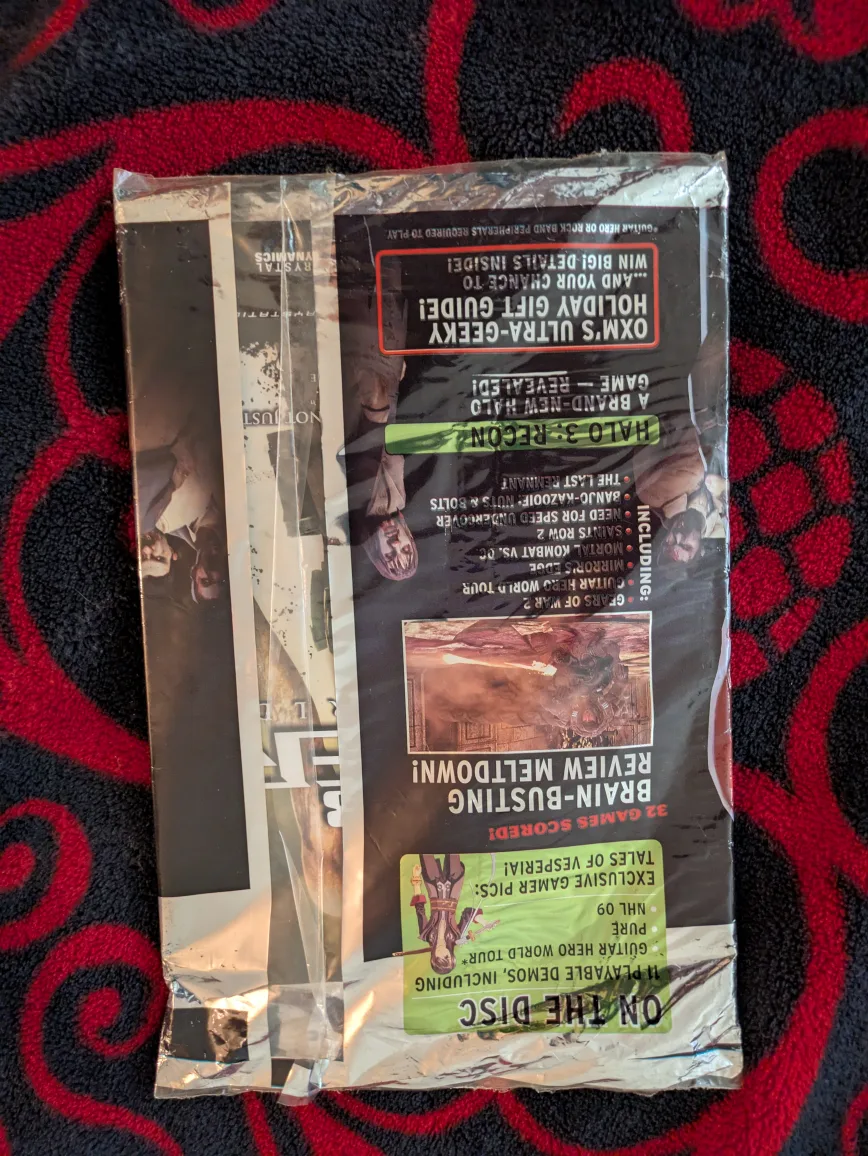 ON THE DISC
11 PLAYABLE DEMOS, INCLUDING
• GUITAR HERO WORLD TOUR*
• PURE
• NHL 09
EXCLUSIVE GAMER PICS:
TALES OF VESPERIA!
32 GAMES SCORED!
BRAIN-BUSTING
REVIEW MELTDOWN!
INCLUDING:
• GEARS OF WAR 2
• GUITAR HERO WORLD TOUR
• MIRROR'S EDGE
• MORTAL KOMBAT VS. DC
• SAINTS ROW 2
• NEED FOR SPEED UNDERCOVER
• BANJO-KAZOOIE: NUTS & BOLTS
• THE LAST REMNANT
HALO 3: RECON
A BRAND-NEW HALO
GAME — REVEALED!
OXM'S ULTRA-GEEKY
HOLIDAY GIFT GUIDE!
...AND YOUR CHANCE TO
WIN BIG! DETAILS INSIDE!
*GUITAR HERO OR ROCK BAND PERIPHERALS REQUIRED TO PLAY
NOT JUST
RYSTAL
YNAMICS